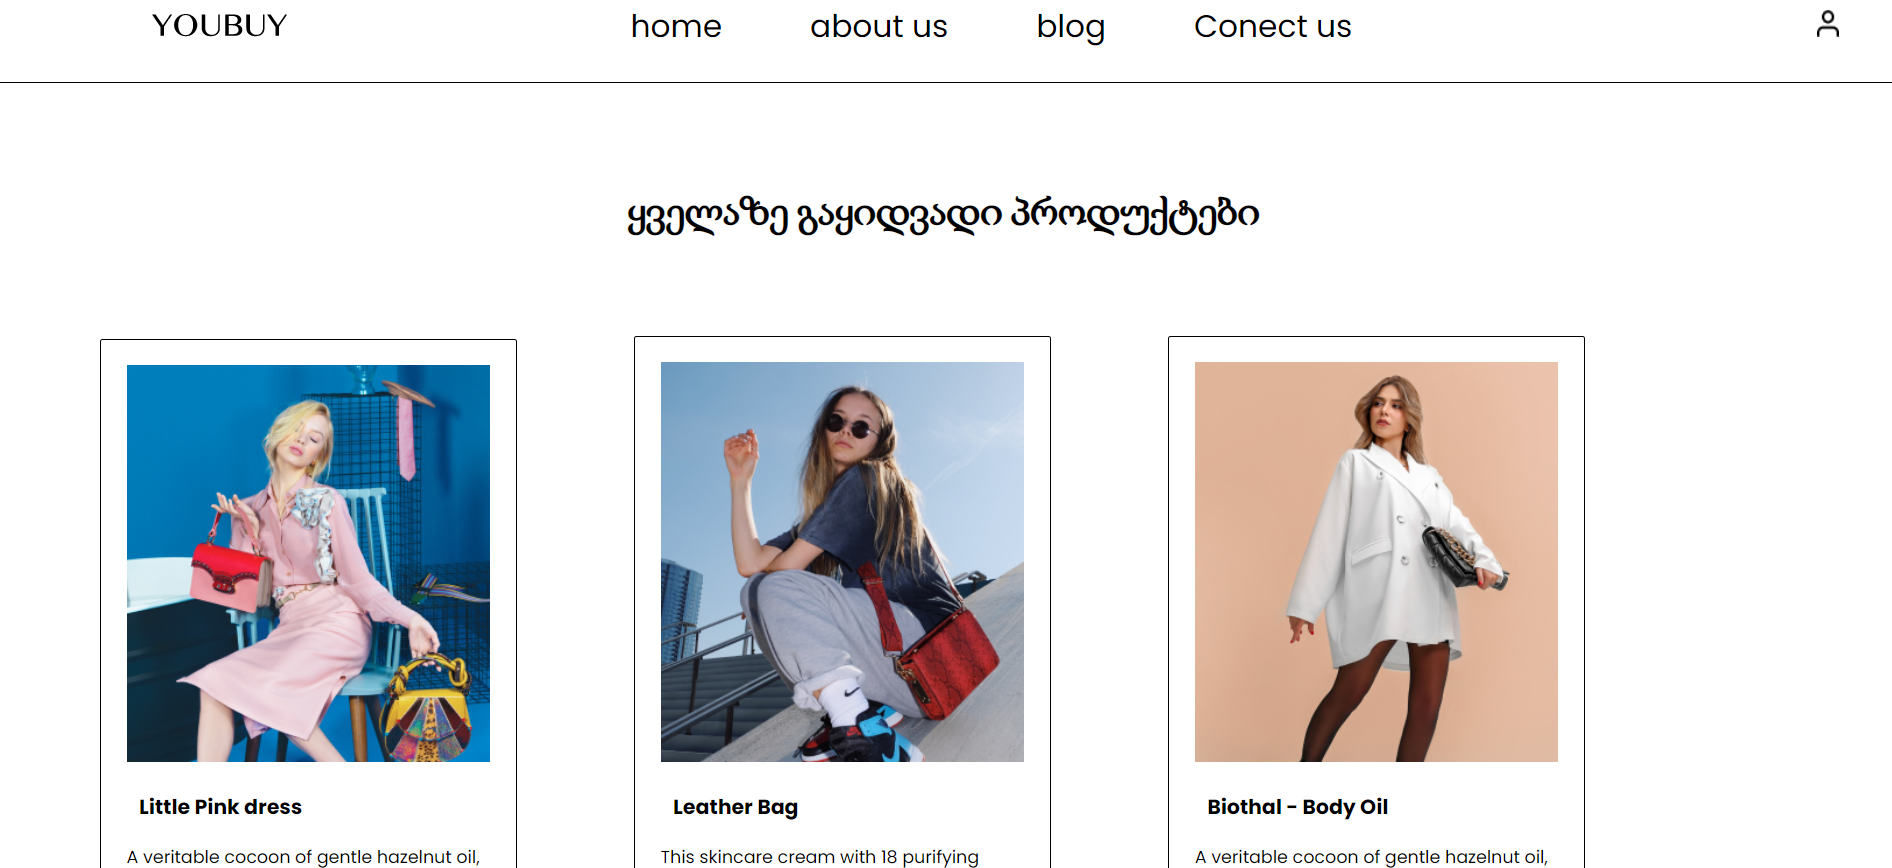 YOUBUY home about us blog Conect us
ყველაზე გაყიდვადი პროდუქტები
Little Pink dress
Leather Bag
Biothal - Body Oil
A veritable cocoon of gentle hazelnut oil,
This skincare cream with 18 purifying
A veritable cocoon of gentle hazelnut oil,